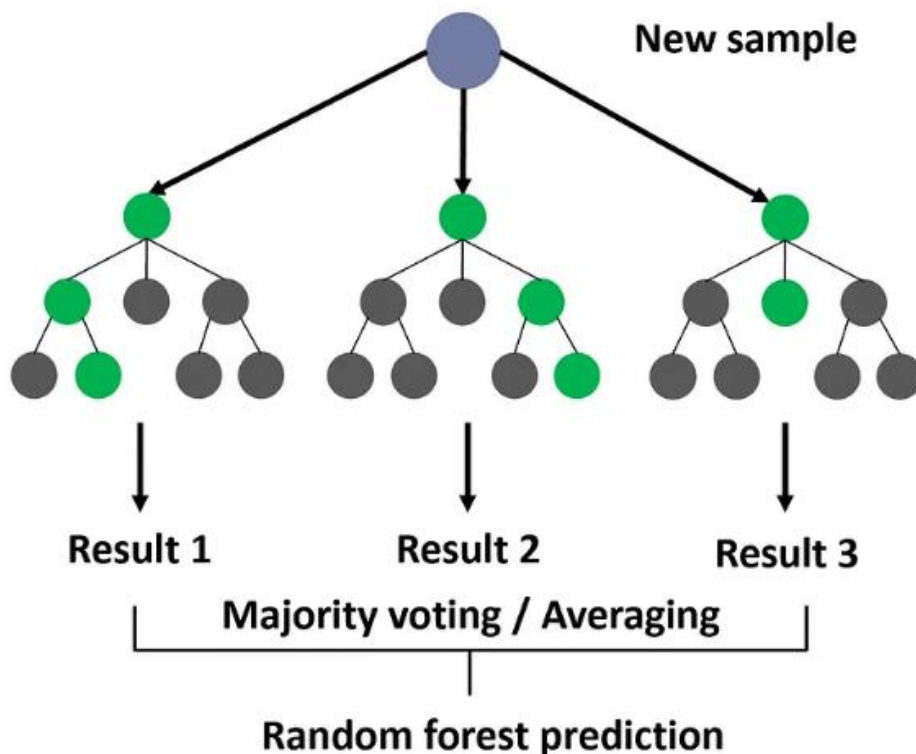 New sample
Result 1
Result 2
Result 3
Majority voting / Averaging
Random forest prediction